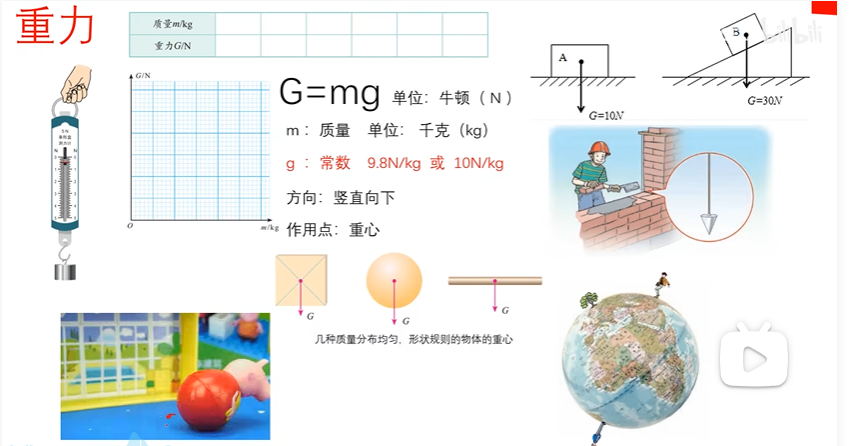 重力
质量m/kg
重力G/N
G/N
O
m/kg
5N
N
N
G=mg 单位：牛顿（N）
m：质量 单位：千克（kg）
g：常数 9.8N/kg 或 10N/kg
方向：竖直向下
作用点：重心
A
G=10N
B
G=30N
bilibili
G
G
G
几种质量分布均匀、形状规则的物体的重心